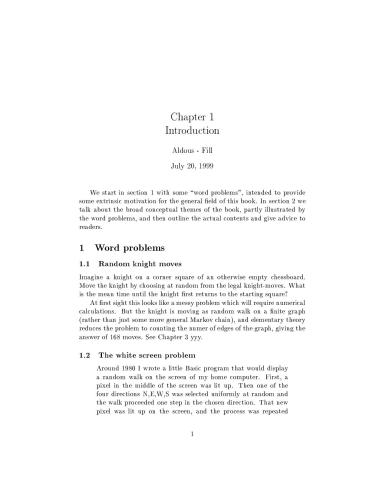 Chapter 1
Introduction
Aldous - Fill
July 20, 1999
We start in section 1 with some “word problems”, intended to provide
some extrinsic motivation for the general field of this book. In section 2 we
talk about the broad conceptual themes of the book, partly illustrated by
the word problems, and then outline the actual contents and give advice to
readers.
1 Word problems
1.1 Random knight moves
Imagine a knight on a corner square of an otherwise empty chessboard.
Move the knight by choosing at random from the legal knight-moves. What
is the mean time until the knight first returns to the starting square?
At first sight this looks like a messy problem which will require numerical
calculations. But the knight is moving as random walk on a finite graph
(rather than just some more general Markov chain), and elementary theory
reduces the problem to counting the numer of edges of the graph, giving the
answer of 168 moves. See Chapter 3 yyy.
1.2 The white screen problem
Around 1980 I wrote a little Basic program that would display
a random walk on the screen of my home computer. First, a
pixel in the middle of the screen was lit up. Then one of the
four directions N,E,W,S was selected uniformly at random and
the walk proceeded one step in the chosen direction. That new
pixel was lit up on the screen, and the process was repeated
1